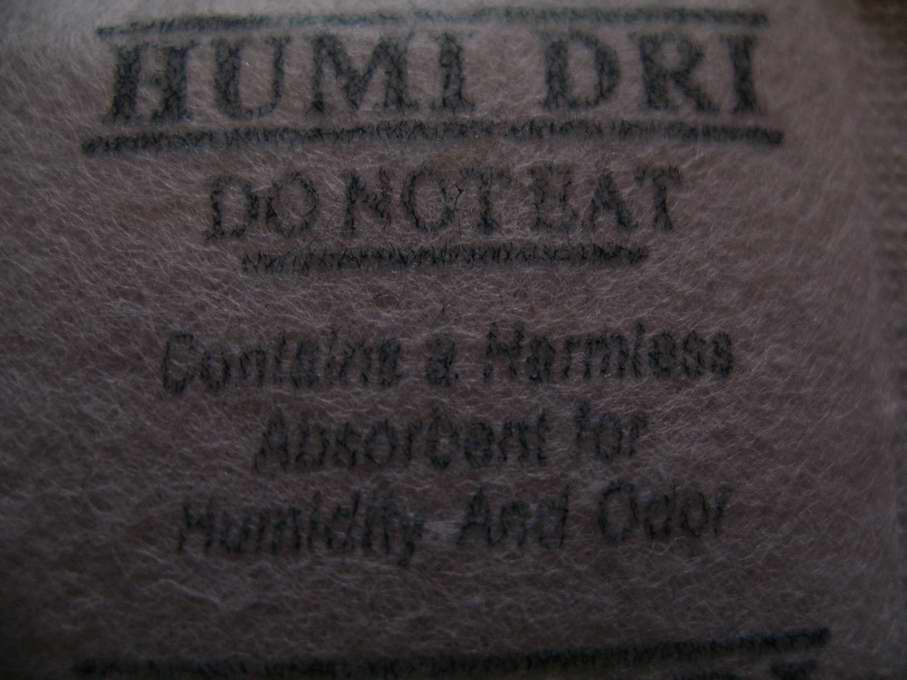 HUMI DRI
DO NOT EAT
Contains a Harmless
Absorbent for
Humidity And Odor